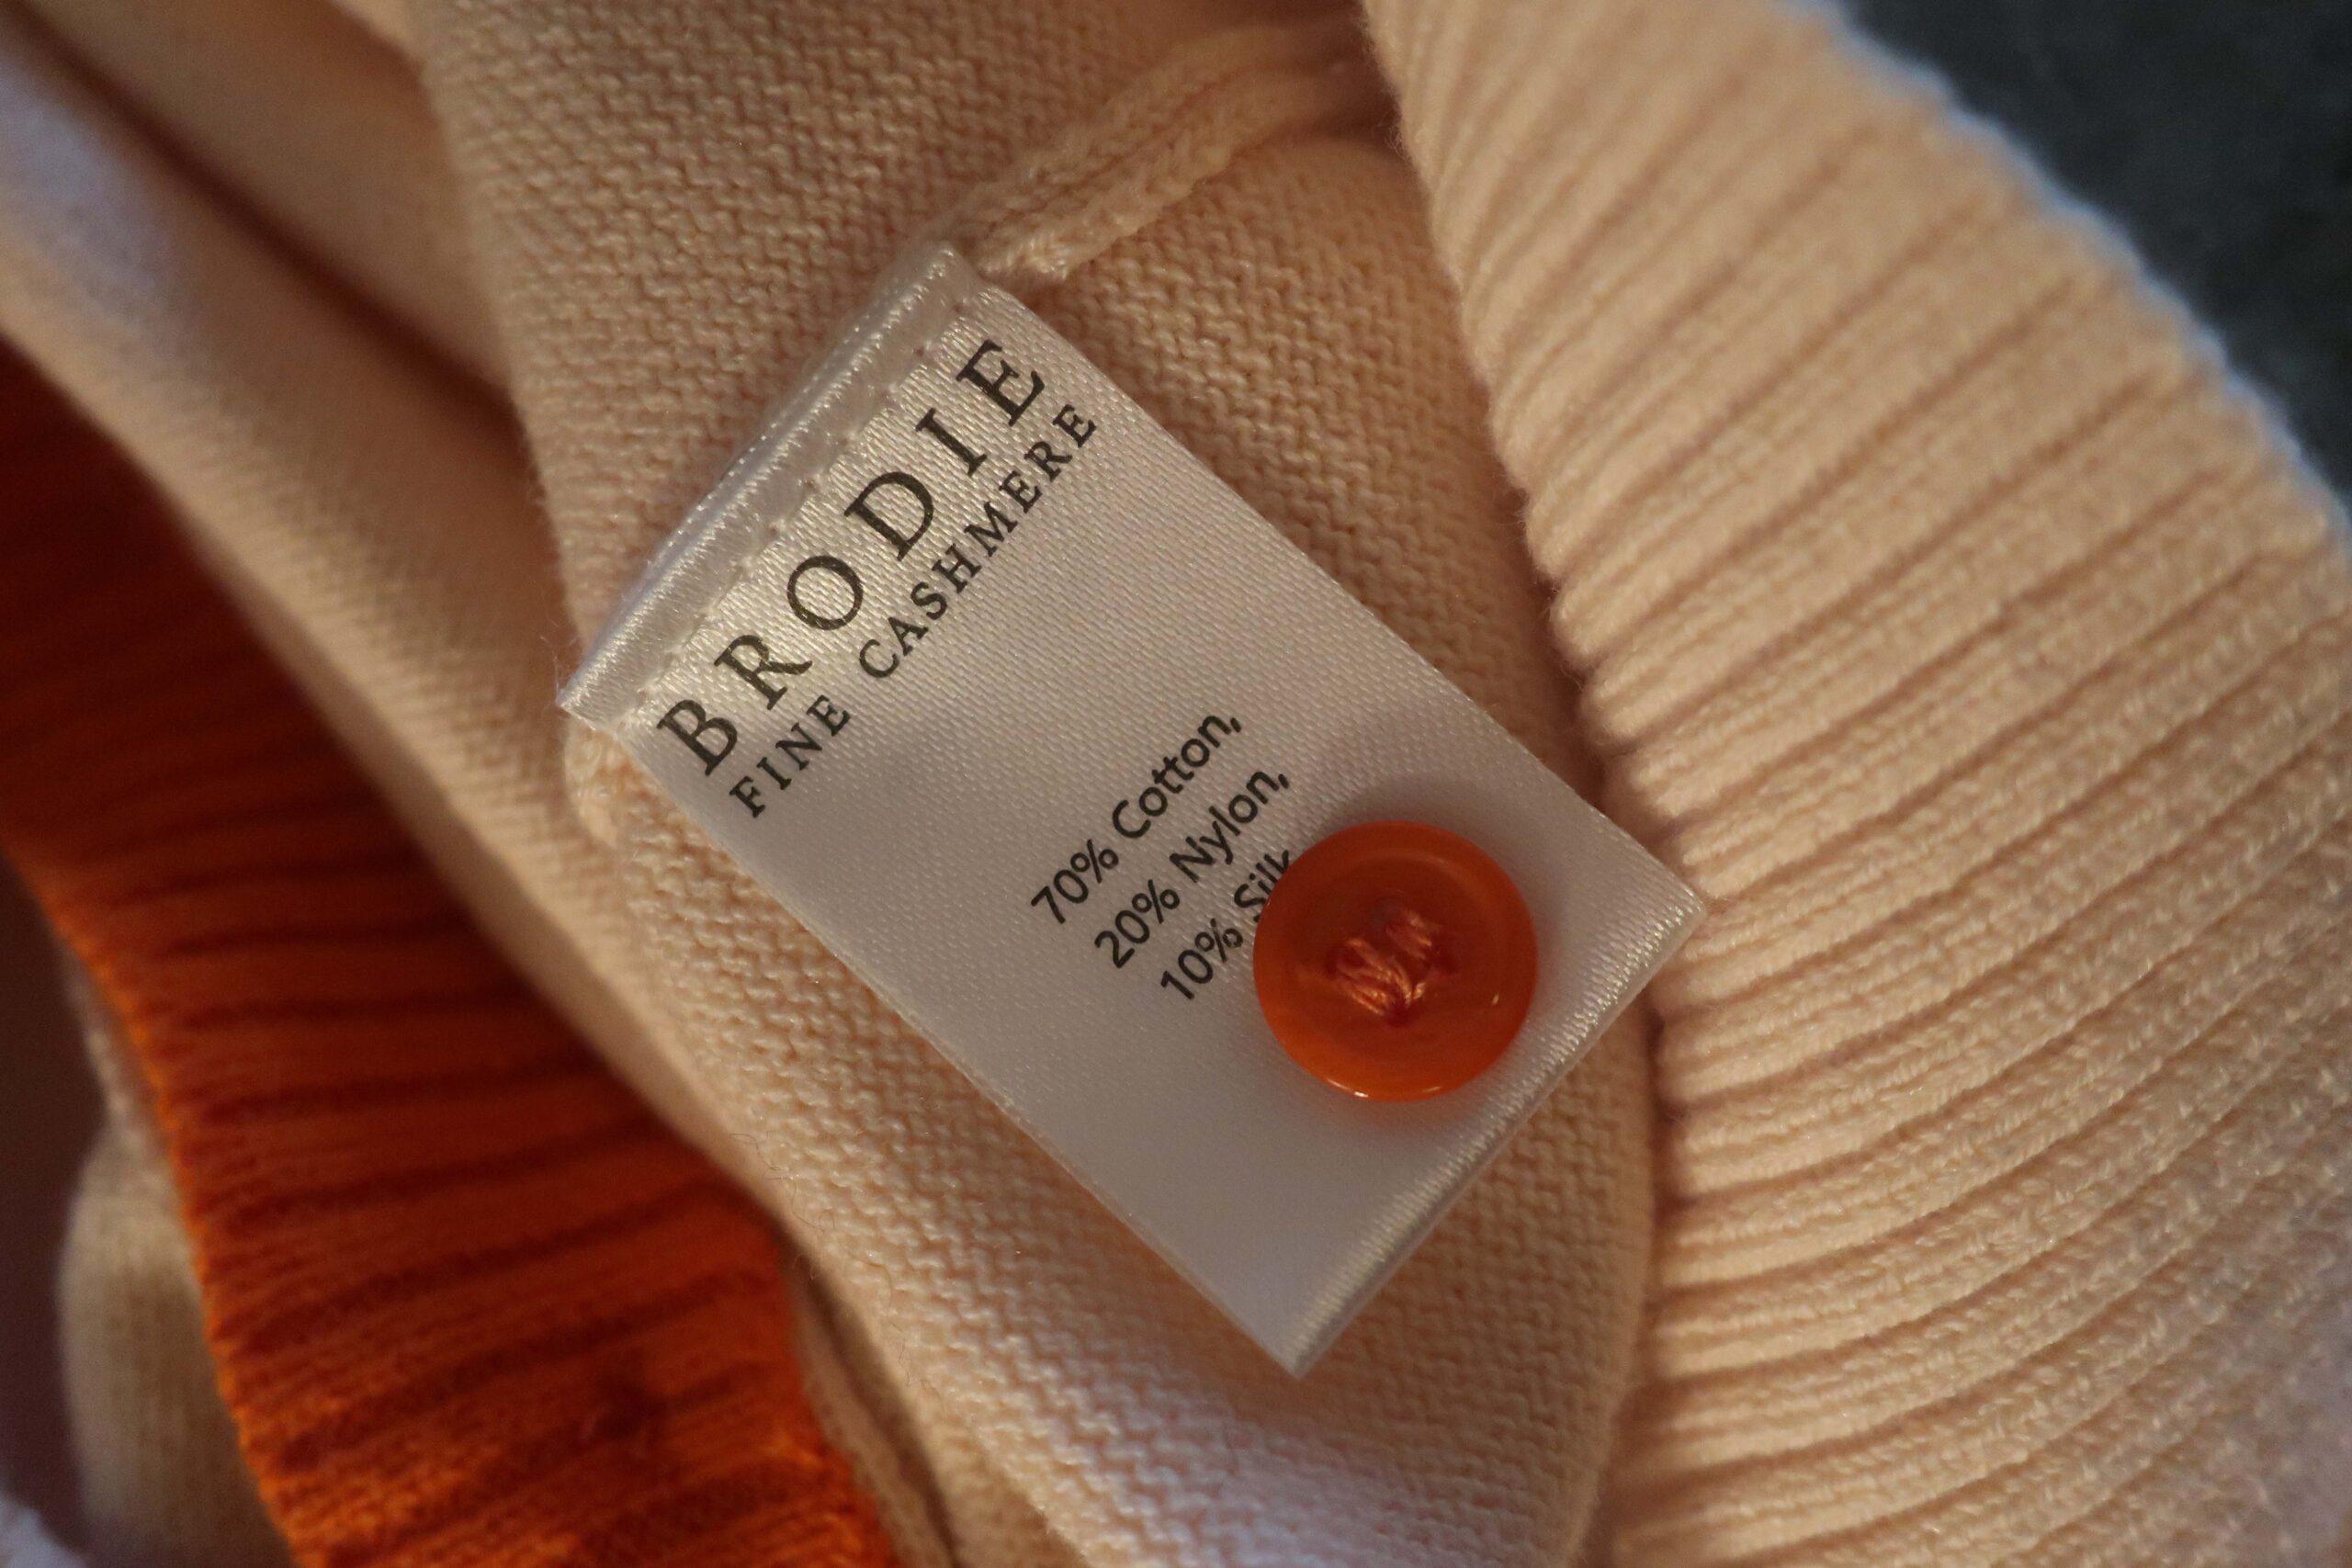 BRODIE
FINE CASHMERE
70% Cotton,
20% Nylon,
10% Silk